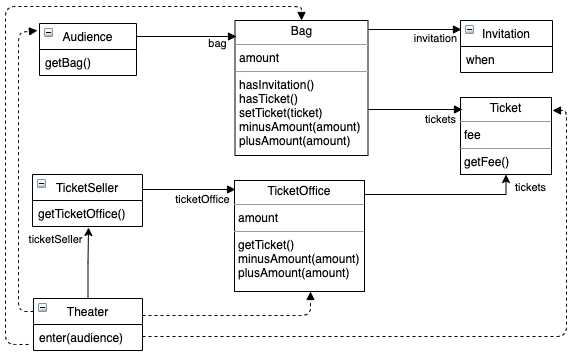 Audience
getBag()
bag
Bag
amount
hasInvitation()
hasTicket()
setTicket(ticket)
minusAmount(amount)
plusAmount(amount)
invitation
Invitation
when
tickets
Ticket
fee
getFee()
TicketSeller
getTicketOffice()
ticketOffice
TicketOffice
amount
getTicket()
minusAmount(amount)
plusAmount(amount)
tickets
ticketSeller
Theater
enter(audience)